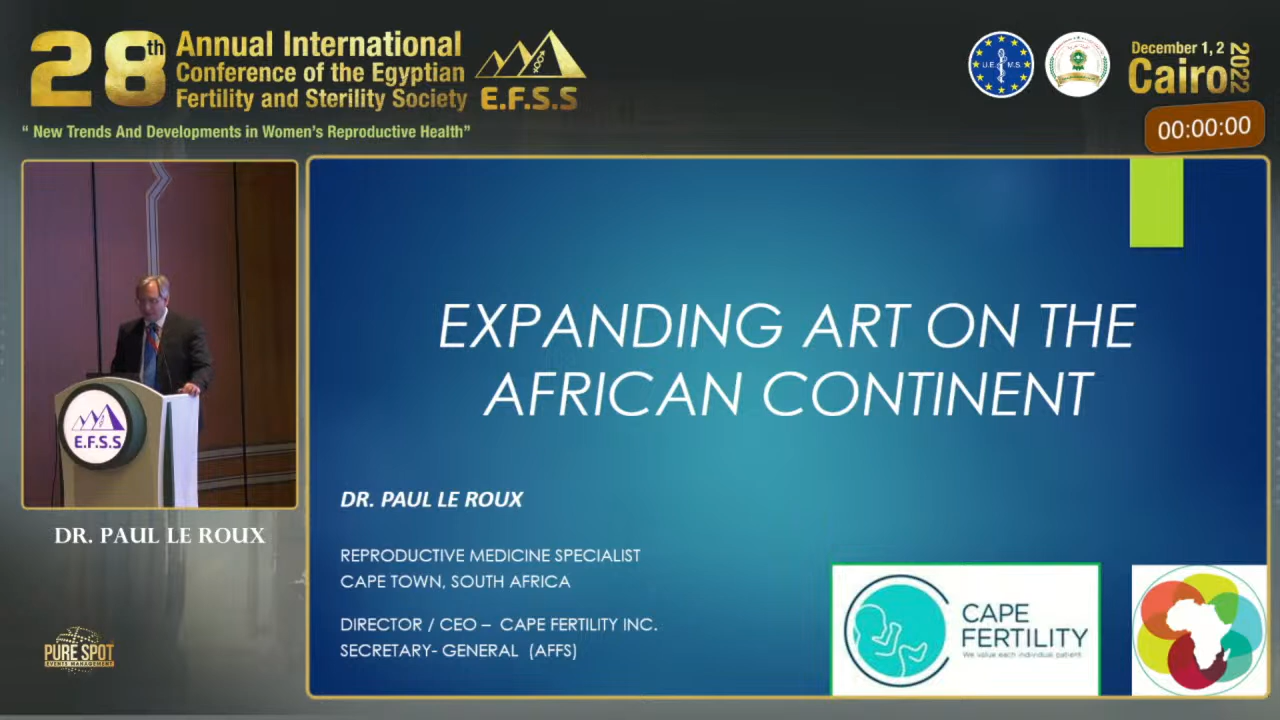 28th
Annual International
Conference of the Egyptian
Fertility and Sterility Society
E.F.S.S
“ New Trends And Developments in Women's Reproductive Health”
U.E.M.S.
December 1, 2
Cairo
2022
00:00:00
E.F.S.S
DR. PAUL LE ROUX
PURE SPOT
EVENTS MANAGEMENT
EXPANDING ART ON THE
AFRICAN CONTINENT
DR. PAUL LE ROUX
REPRODUCTIVE MEDICINE SPECIALIST
CAPE TOWN, SOUTH AFRICA
DIRECTOR / CEO – CAPE FERTILITY INC.
SECRETARY- GENERAL (AFFS)
CAPE
FERTILITY
We value each individual patient